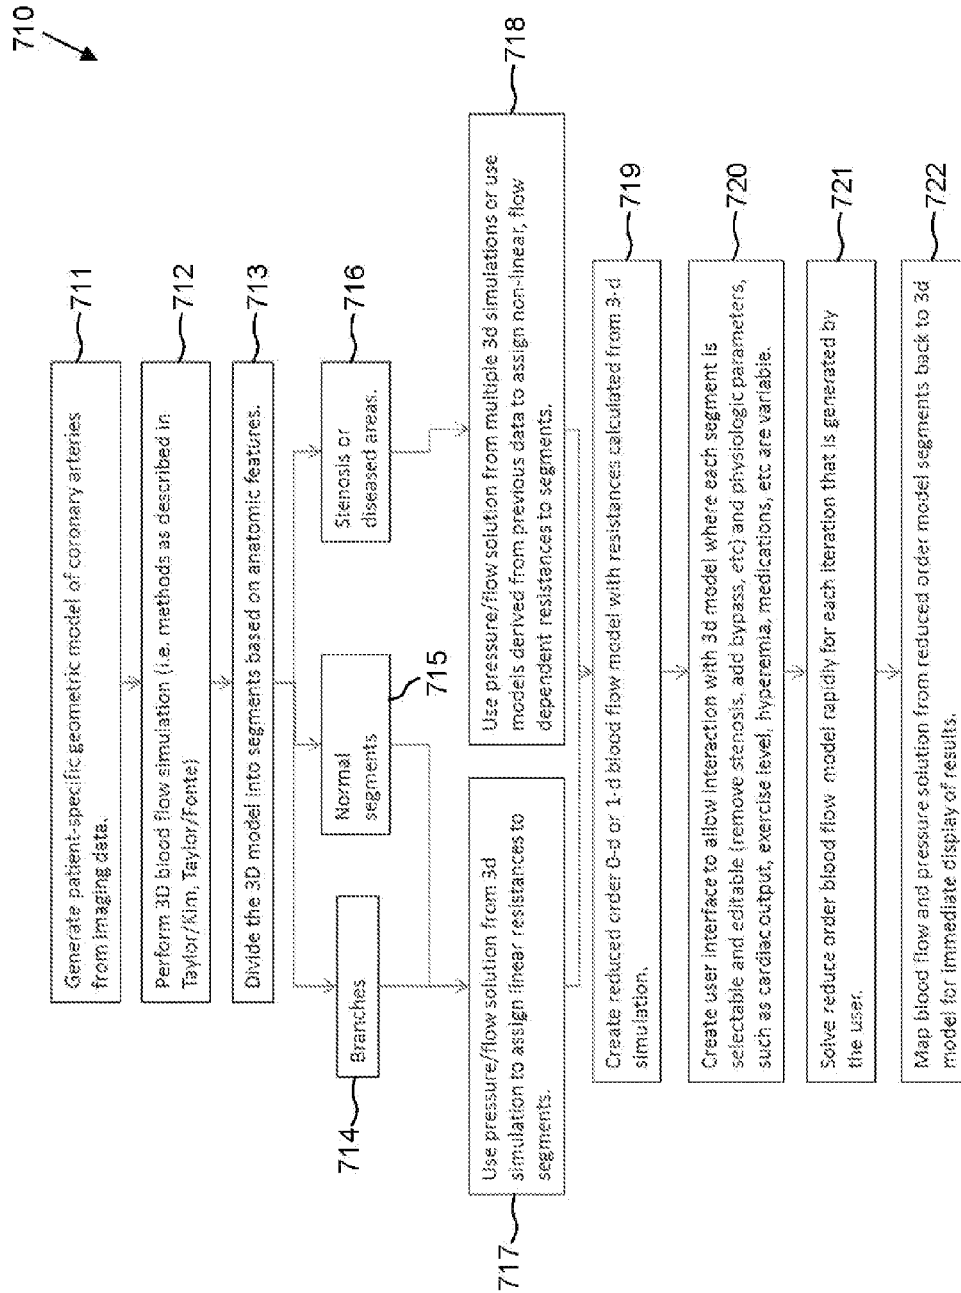 710
Generate patient-specific geometric model of coronary arteries
from imaging data.
711
Perform 3D blood flow simulation (i.e. methods as described in
Taylor/Kim, Taylor/Fonte)
712
Divide the 3D model into segments based on anatomic features.
713
714
Branches
Normal
segments
715
Stenosis or
diseased areas.
716
717
Use pressure/flow solution from 3d
simulation to assign linear resistances to
segments.
Use pressure/flow solution from multiple 3d simulations or use
models derived from previous data to assign non-linear, flow
dependent resistances to segments.
718
Create reduced order 0-d or 1-d blood flow model with resistances calculated from 3-d
simulation.
719
Create user interface to allow interaction with 3d model where each segment is
selectable and editable (remove stenosis, add bypass, etc) and physiologic parameters,
such as cardiac output, exercise level, hyperemia, medications, etc are variable.
720
Solve reduce order blood flow model rapidly for each iteration that is generated by
the user.
721
Map blood flow and pressure solution from reduced order model segments back to 3d
model for immediate display of results.
722